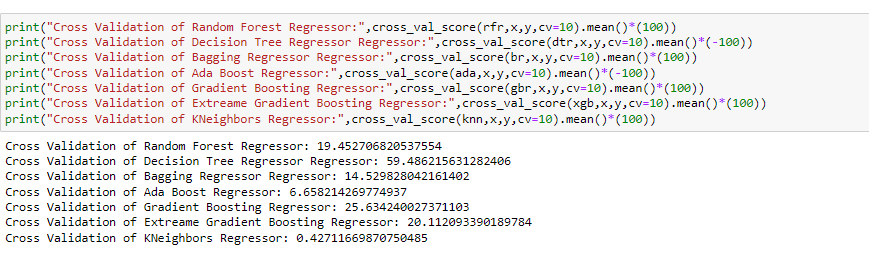 print("Cross Validation of Random Forest Regressor:",cross_val_score(rfr,x,y,cv=10).mean()*(100))
print("Cross Validation of Decision Tree Regressor Regressor:",cross_val_score(dtr,x,y,cv=10).mean()*(-100))
print("Cross Validation of Bagging Regressor Regressor:",cross_val_score(br,x,y,cv=10).mean()*(100))
print("Cross Validation of Ada Boost Regressor:",cross_val_score(ada,x,y,cv=10).mean()*(-100))
print("Cross Validation of Gradient Boosting Regressor:",cross_val_score(gbr,x,y,cv=10).mean()*(100))
print("Cross Validation of Extreame Gradient Boosting Regressor:",cross_val_score(xgb,x,y,cv=10).mean()*(100))
print("Cross Validation of KNeighbors Regressor:",cross_val_score(knn,x,y,cv=10).mean()*(100))
Cross Validation of Random Forest Regressor: 19.452706820537554
Cross Validation of Decision Tree Regressor Regressor: 59.486215631282406
Cross Validation of Bagging Regressor Regressor: 14.529828042161402
Cross Validation of Ada Boost Regressor: 6.658214269774937
Cross Validation of Gradient Boosting Regressor: 25.634240027371103
Cross Validation of Extreame Gradient Boosting Regressor: 20.112093390189784
Cross Validation of KNeighbors Regressor: 0.42711669870750485